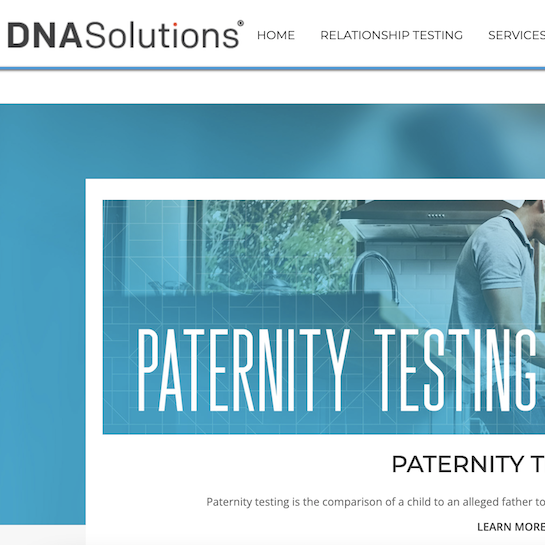 DNASolutions®
HOME RELATIONSHIP TESTING SERVICES
PATERNITY TESTING
PATERNITY T
Paternity testing is the comparison of a child to an alleged father to
LEARN MORE